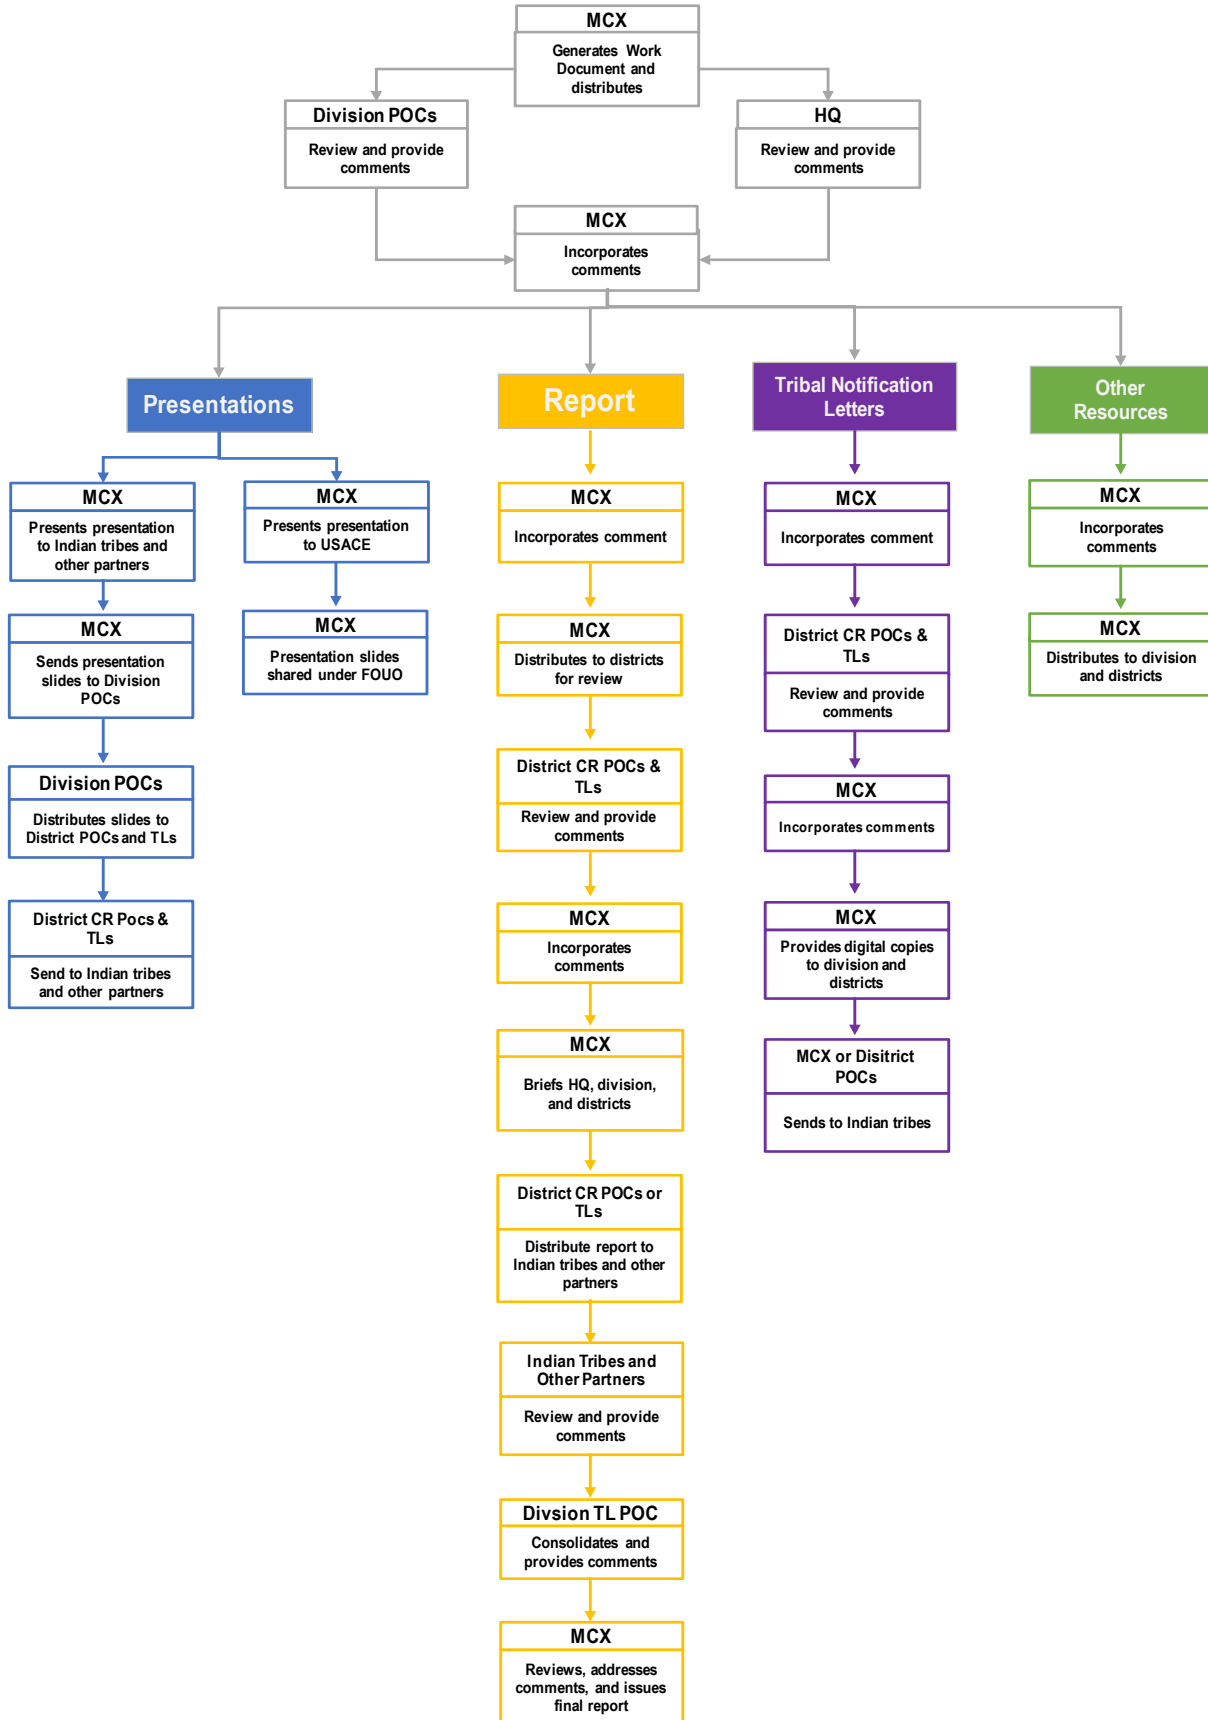 MCX
Generates Work
Document and
distributes
Division POCs
Review and provide
comments
HQ
Review and provide
comments
MCX
Incorporates
comments
Presentations
MCX
Presents presentation
to Indian tribes and
other partners
MCX
Sends presentation
slides to Division
POCs
Division POCs
Distributes slides to
District POCs and TLs
District CR Pocs &
TLs
Send to Indian tribes
and other partners
MCX
Presents presentation
to USACE
MCX
Presentation slides
shared under FOUO
Report
MCX
Incorporates comment
MCX
Distributes to districts
for review
District CR POCs &
TLs
Review and provide
comments
MCX
Incorporates
comments
MCX
Briefs HQ, division,
and districts
District CR POCs or
TLs
Distribute report to
Indian tribes and other
partners
Indian Tribes and
Other Partners
Review and provide
comments
Divsion TL POC
Consolidates and
provides comments
MCX
Reviews, addresses
comments, and issues
final report
Tribal Notification
Letters
MCX
Incorporates comment
District CR POCs &
TLs
Review and provide
comments
MCX
Incorporates comments
MCX
Provides digital copies
to division and
districts
MCX or Disitrict
POCs
Sends to Indian tribes
Other
Resources
MCX
Incorporates
comments
MCX
Distributes to division
and districts